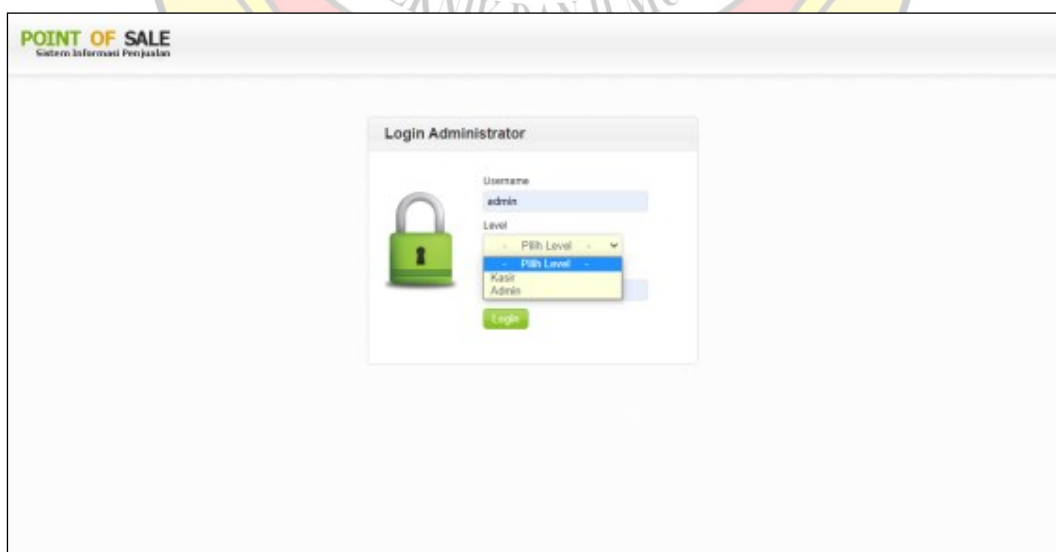 POINT OF SALE
Sistem Informasi Penjualan
Login Administrator
Username
admin
Level
- Pilih Level -
- Pilih Level -
Kasir
Admin
Login